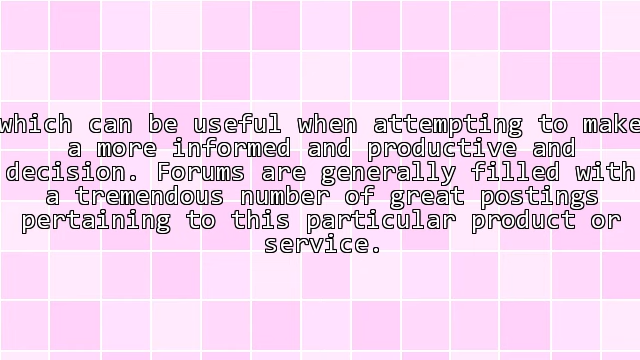 which can be useful when attempting to make
a more informed and productive and
decision. Forums are generally filled with
a tremendous number of great postings
pertaining to this particular product or
service.